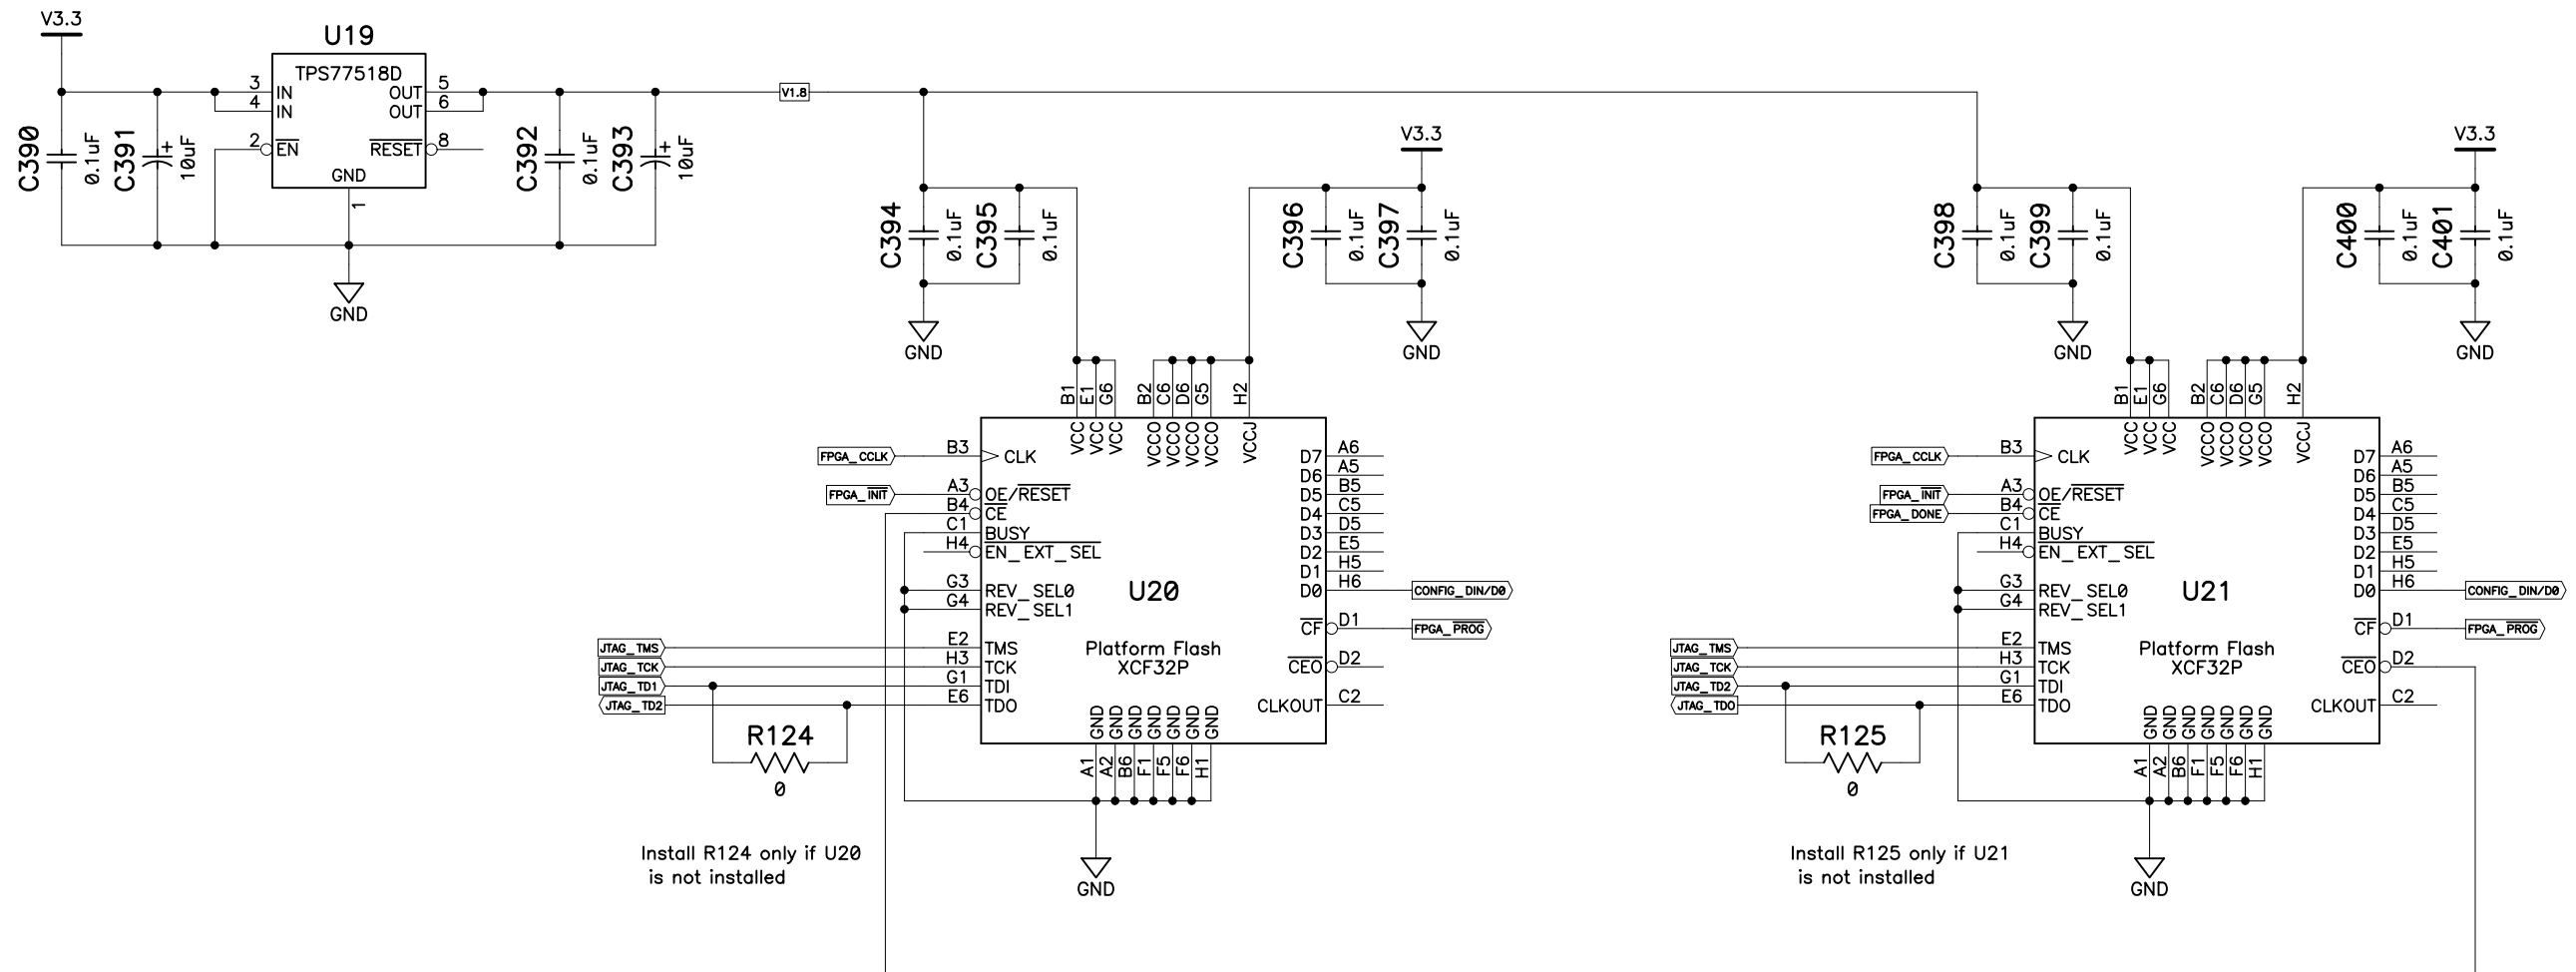 V3.3
U19
TPS77518D
3 IN
4 IN
2 EN
OUT 5
OUT 6
RESET 8
GND
1
C390 0.1uF
C391 + 10uF
C392 0.1uF
C393 + 10uF
GND
V1.8
C394 0.1uF
C395 0.1uF
GND
V3.3
C396 0.1uF
C397 0.1uF
GND
B1 E1 G6 B2 C6 D6 G5 H2
VCC VCC VCC VCCO VCCO VCCO VCCO VCCJ
FPGA_CCLK B3 CLK
FPGA_INIT A3 OE/RESET
B4 CE
C1 BUSY
H4 EN_EXT_SEL
G3 REV_SEL0
G4 REV_SEL1
JTAG_TMS E2 TMS
JTAG_TCK H3 TCK
JTAG_TD1 G1 TDI
JTAG_TD2 E6 TDO
U20
Platform Flash
XCF32P
D7 A6
D6 A5
D5 B5
D4 C5
D3 D5
D2 E5
D1 H5
D0 H6 CONFIG_DIN/D0
CF D1 FPGA_PROG
CEO D2
CLKOUT C2
GND GND GND GND GND GND GND
A1 A2 B6 F1 F5 F6 H1
GND
R124
0
Install R124 only if U20
is not installed
C398 0.1uF
C399 0.1uF
GND
V3.3
C400 0.1uF
C401 0.1uF
GND
B1 E1 G6 B2 C6 D6 G5 H2
VCC VCC VCC VCCO VCCO VCCO VCCO VCCJ
FPGA_CCLK B3 CLK
FPGA_INIT A3 OE/RESET
FPGA_DONE B4 CE
C1 BUSY
H4 EN_EXT_SEL
G3 REV_SEL0
G4 REV_SEL1
JTAG_TMS E2 TMS
JTAG_TCK H3 TCK
JTAG_TD2 G1 TDI
JTAG_TDO E6 TDO
U21
Platform Flash
XCF32P
D7 A6
D6 A5
D5 B5
D4 C5
D3 D5
D2 E5
D1 H5
D0 H6 CONFIG_DIN/D0
CF D1 FPGA_PROG
CEO D2
CLKOUT C2
GND GND GND GND GND GND GND
A1 A2 B6 F1 F5 F6 H1
GND
R125
0
Install R125 only if U21
is not installed